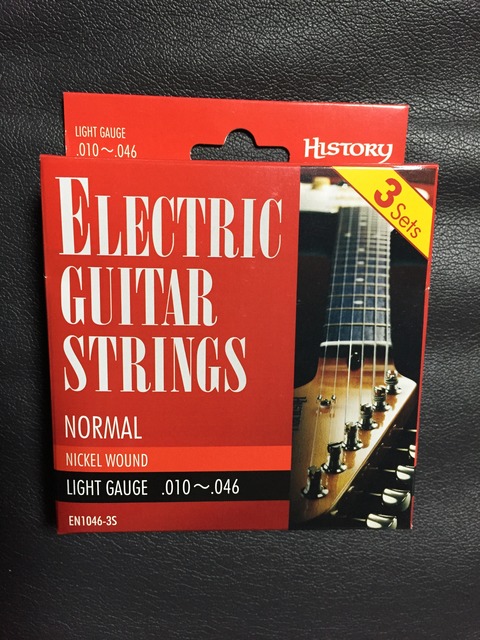 LIGHT GAUGE
.010〜.046
HISTORY
3 Sets
ELECTRIC
GUITAR
STRINGS
NORMAL
NICKEL WOUND
LIGHT GAUGE .010〜.046
EN1046-3S